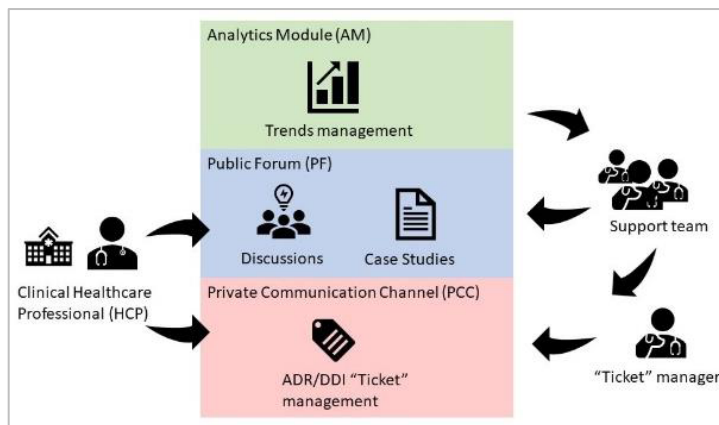 Analytics Module (AM)
Trends management
Public Forum (PF)
Discussions
Case Studies
Clinical Healthcare
Professional (HCP)
Private Communication Channel (PCC)
ADR/DDI “Ticket”
management
Support team
“Ticket” manager